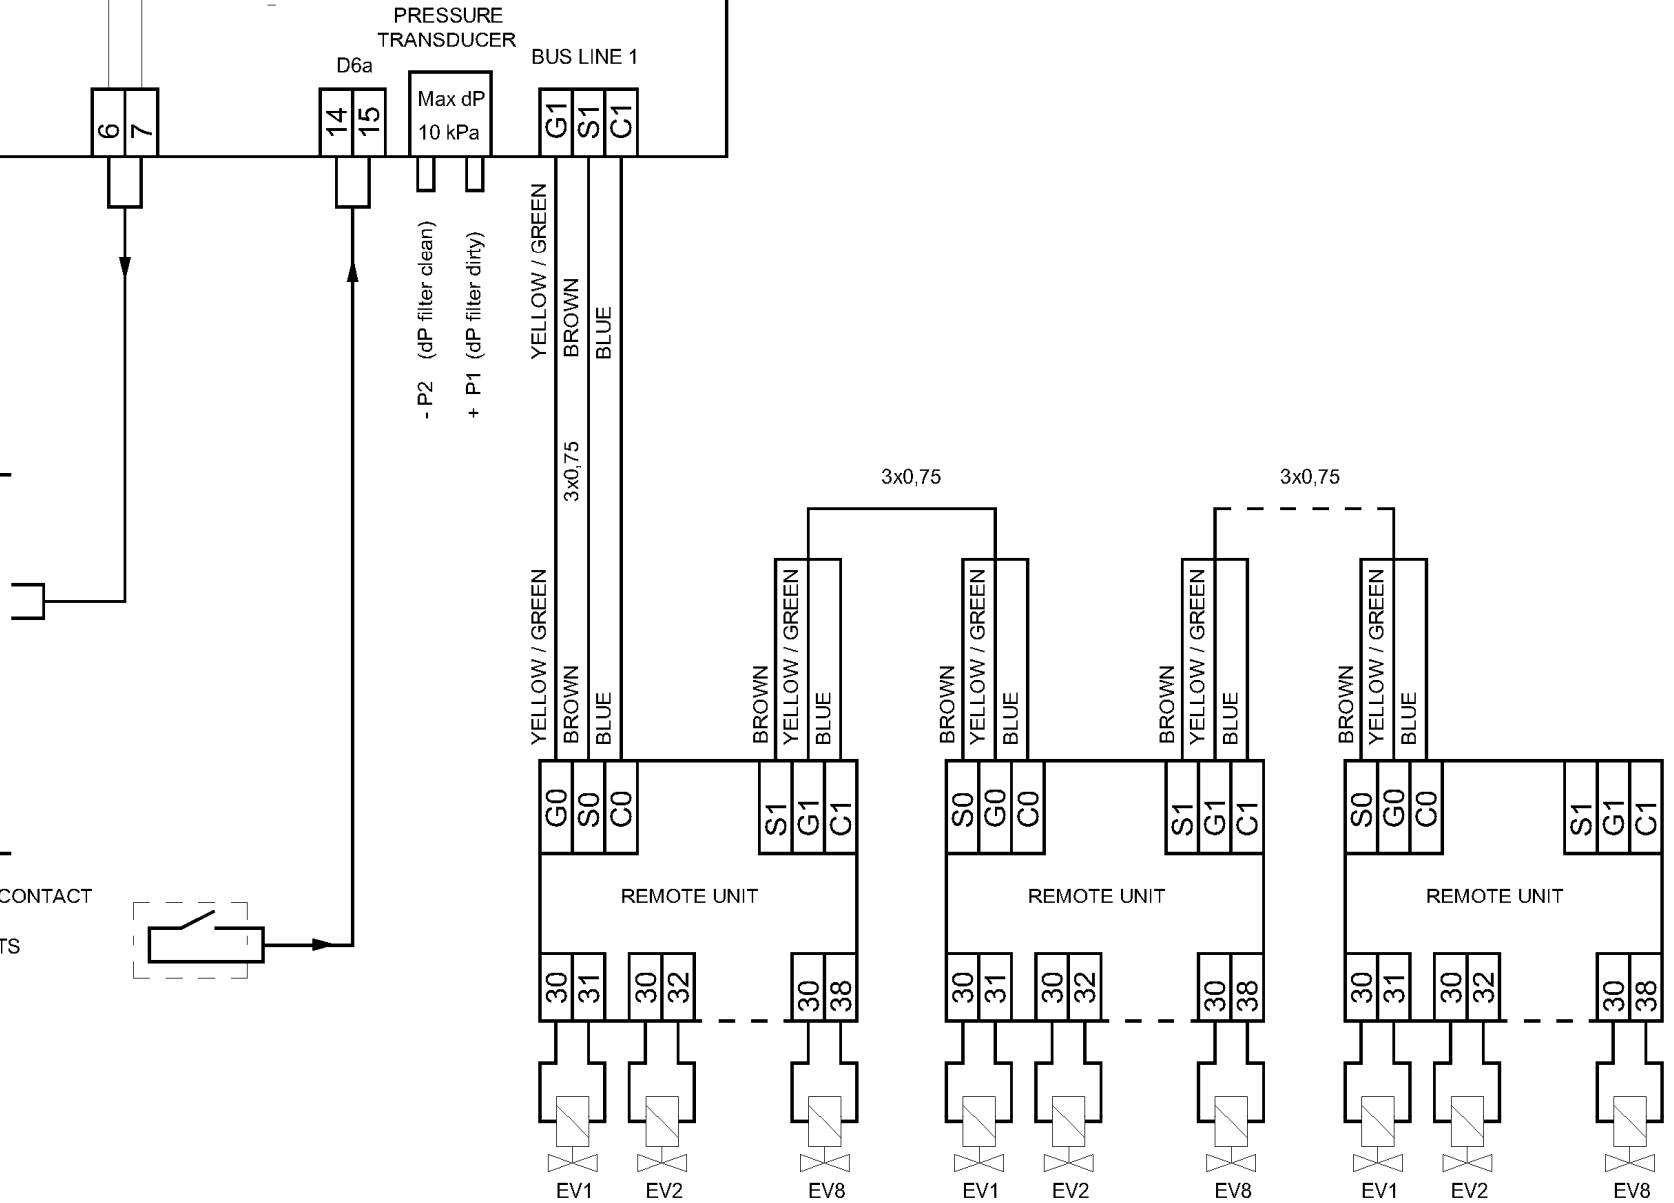 PRESSURE
TRANSDUCER
BUS LINE 1
D6a
Max dP
10 kPa
6
7
14
15
G1
S1
C1
YELLOW / GREEN
BROWN
BLUE
- P2 (dP filter clean)
+ P1 (dP filter dirty)
3x0,75
3x0,75
3x0,75
YELLOW / GREEN
BROWN
BLUE
BROWN
YELLOW / GREEN
BLUE
BROWN
YELLOW / GREEN
BLUE
BROWN
YELLOW / GREEN
BLUE
BROWN
YELLOW / GREEN
BLUE
G0
S0
C0
S1
G1
C1
S0
G0
C0
S1
G1
C1
S0
G0
C0
S1
G1
C1
CONTACT
TS
REMOTE UNIT
REMOTE UNIT
REMOTE UNIT
30
31
30
32
30
38
30
31
30
32
30
38
30
31
30
32
30
38
EV1
EV2
EV8
EV1
EV2
EV8
EV1
EV2
EV8